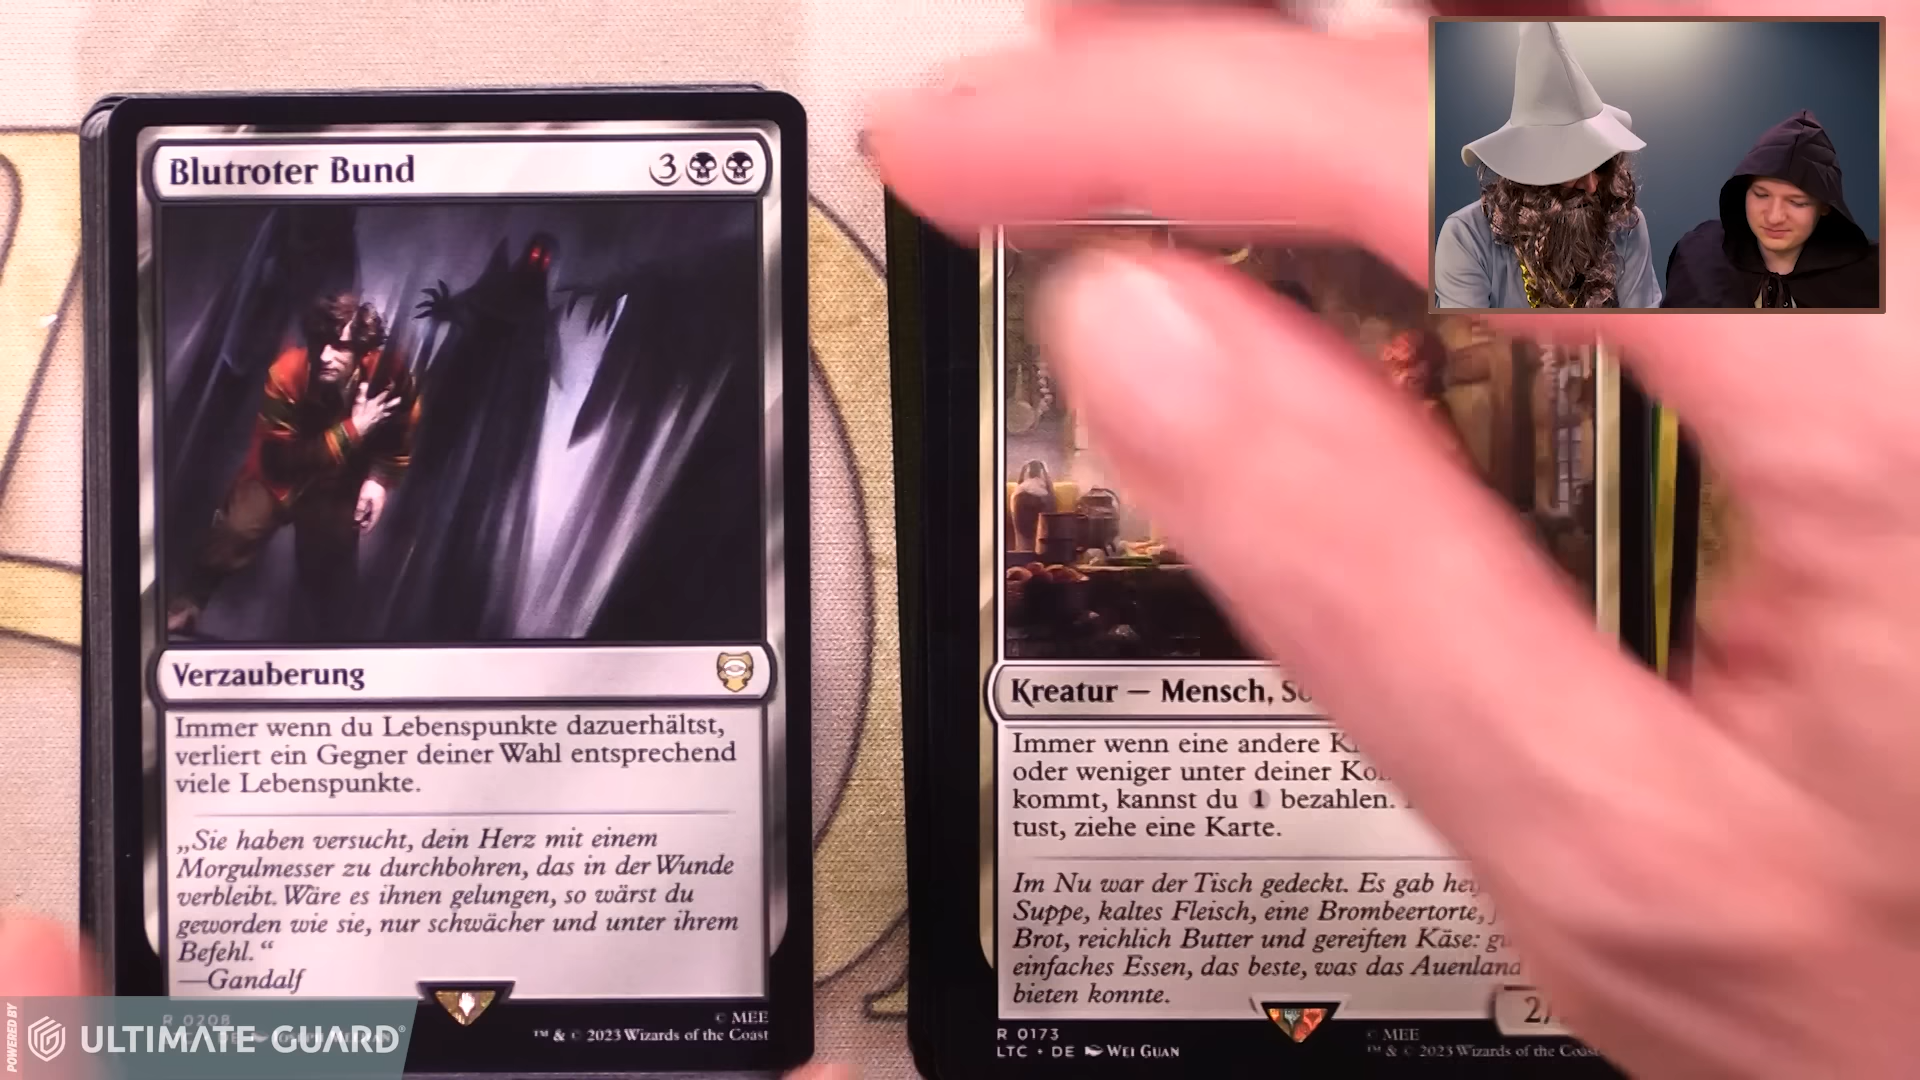 Blutroter Bund
3
Verzauberung
Immer wenn du Lebenspunkte dazuerhältst,
verliert ein Gegner deiner Wahl entsprechend
viele Lebenspunkte.
„Sie haben versucht, dein Herz mit einem
Morgulmesser zu durchbohren, das in der Wunde
verbleibt. Wäre es ihnen gelungen, so wärst du
geworden wie sie, nur schwächer und unter ihrem
Befehl.“
—Gandalf
R 0208
© MEE
™ & © 2023 Wizards of the Coast
Kreatur — Mensch,
Immer wenn eine andere
oder weniger unter deiner
kommt, kannst du 1 bezahlen.
tust, ziehe eine Karte.
Im Nu war der Tisch gedeckt. Es gab
Suppe, kaltes Fleisch, eine Brombeertorte,
Brot, reichlich Butter und gereiften Käse:
einfaches Essen, das beste, was das Auenland
bieten konnte.
2/
R 0173
LTC • DE Wei Guan
© MEE
™ & © 2023 Wizards of the Coast
POWERED BY
ULTIMATE GUARD®